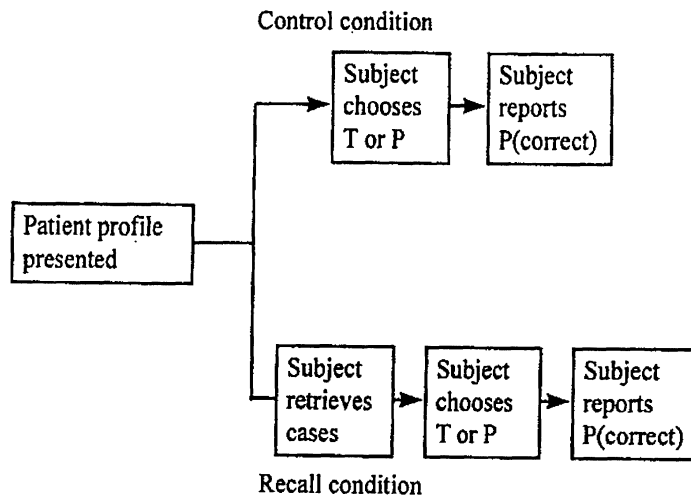 Control condition
Subject
chooses
T or P
Subject
reports
P(correct)
Patient profile
presented
Subject
retrieves
cases
Subject
chooses
T or P
Subject
reports
P(correct)
Recall condition